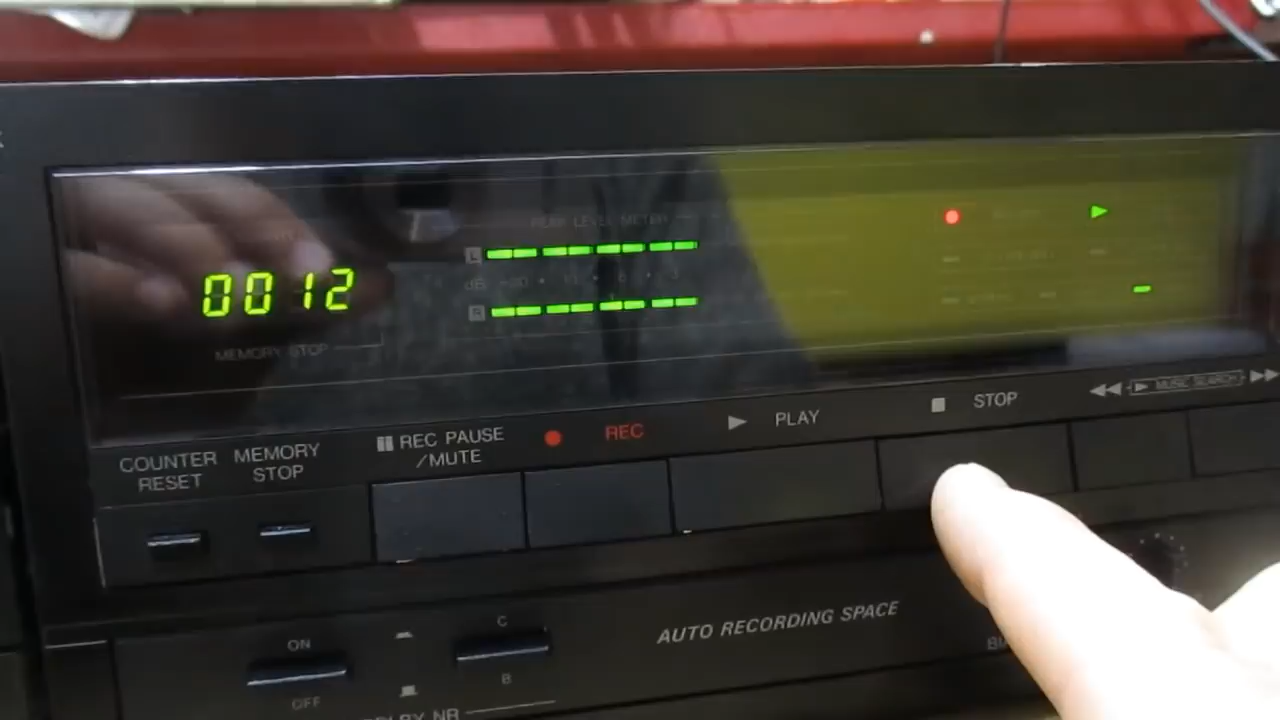 PEAK LEVEL METER
L
0012
dB
R
MEMORY STOP
COUNTER RESET
MEMORY STOP
REC PAUSE /MUTE
REC
PLAY
STOP
MUSIC SEARCH
ON
OFF
C
B
AUTO RECORDING SPACE
NR